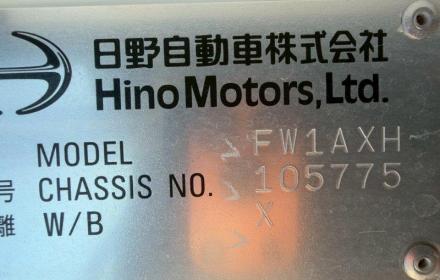 日野自動車株式会社
Hino Motors, Ltd.
MODEL FW1AXH
号 CHASSIS NO. 105775
離 W/B X